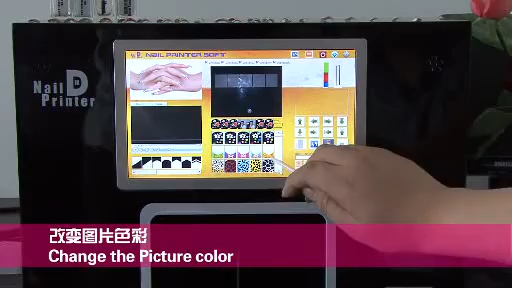 NAIL PRINTER SOFT
Nail D
Printer
改变图片色彩
Change the Picture color